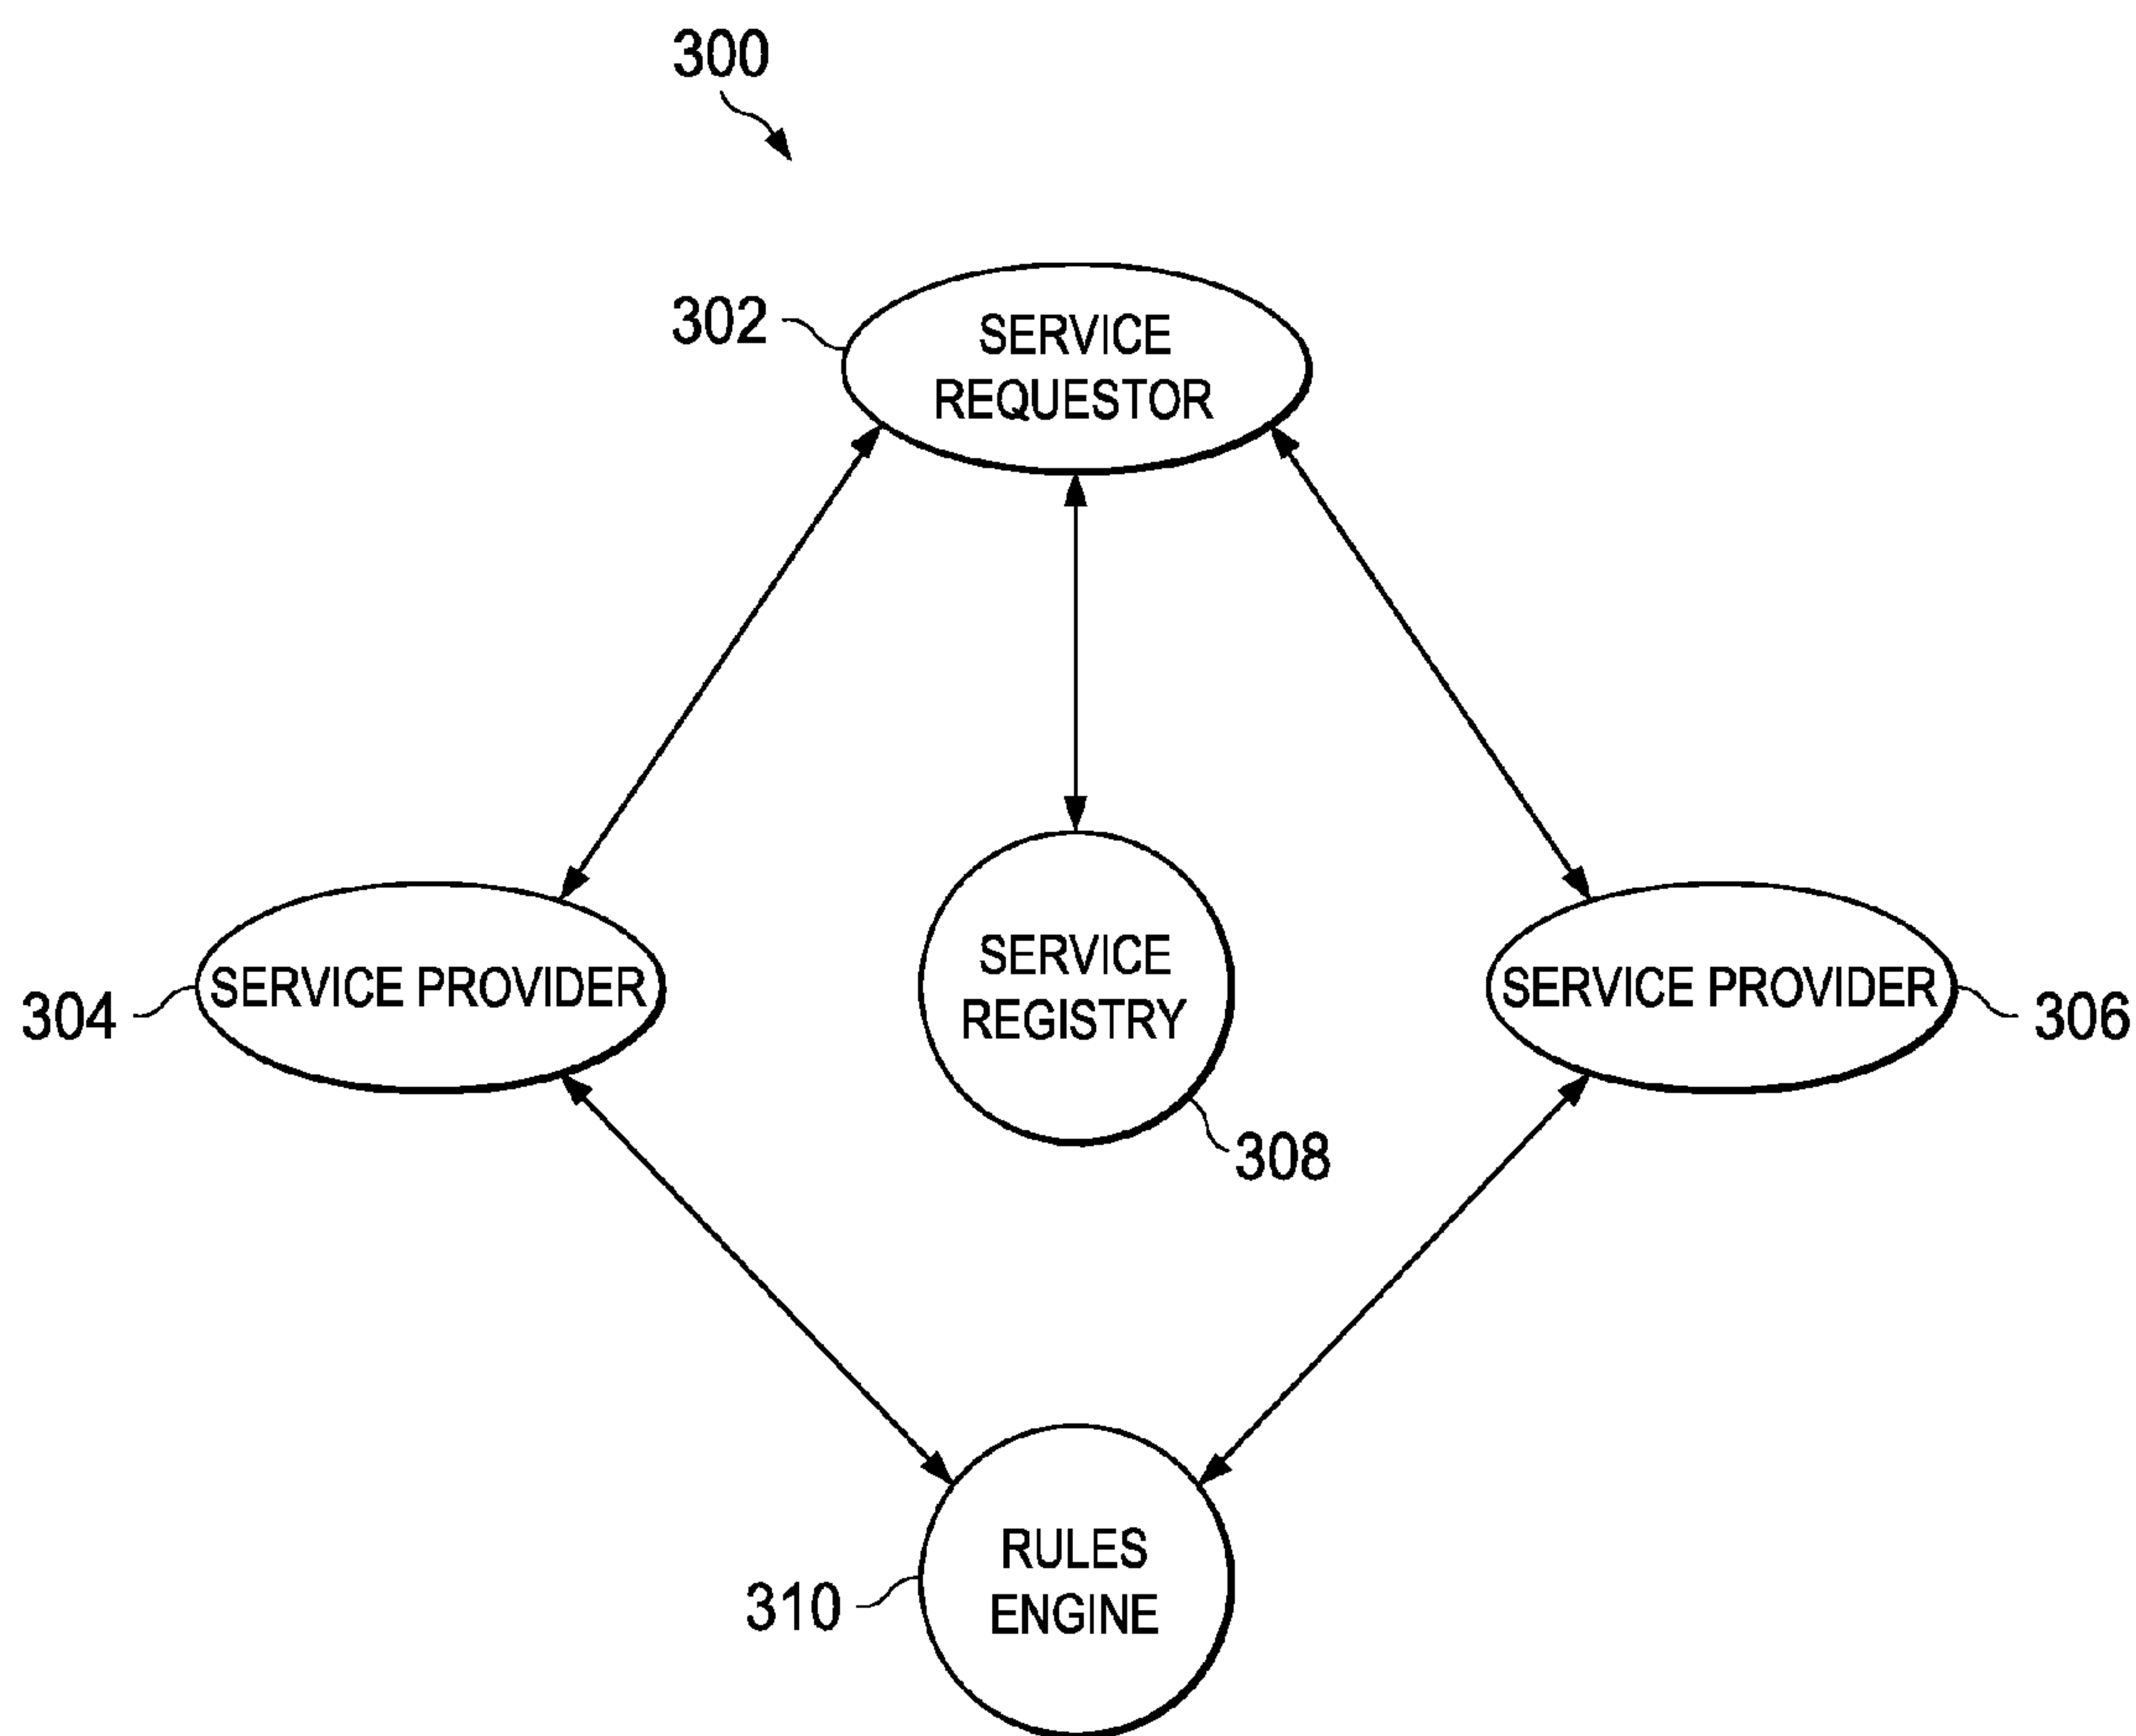 300
302
SERVICE
REQUESTOR
304
SERVICE PROVIDER
SERVICE
REGISTRY
308
SERVICE PROVIDER
306
310
RULES
ENGINE